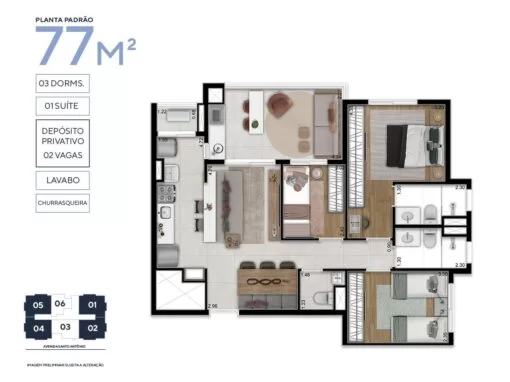 PLANTA PADRÃO
77M²
03 DORMS.
01 SUÍTE
DEPÓSITO
PRIVATIVO
02 VAGAS
LAVABO
CHURRASQUEIRA
05 06 01
04 03 02
AVENIDA SANTO ANTÔNIO
IMAGEM PRELIMINAR SUJEITA A ALTERAÇÃO.
1.22
2.96
1.48
1.23
0.90
1.30
2.30
1.30
2.30